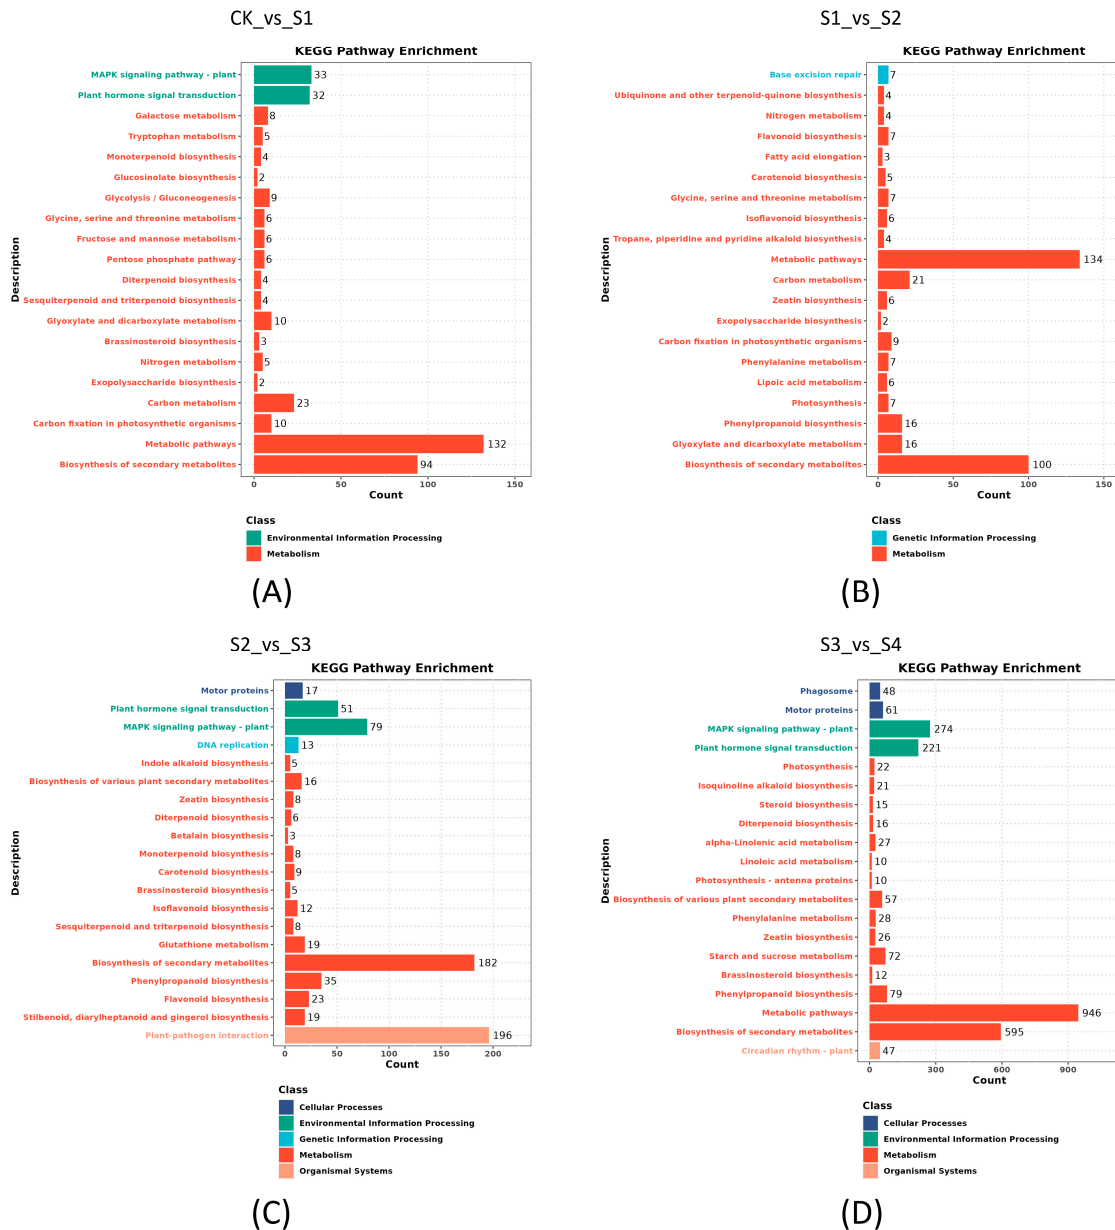 CK_vs_S1
KEGG Pathway Enrichment
MAPK signaling pathway - plant 33
Plant hormone signal transduction 32
Galactose metabolism 8
Tryptophan metabolism 5
Monoterpenoid biosynthesis 4
Glucosinolate biosynthesis 2
Glycolysis / Gluconeogenesis 9
Glycine, serine and threonine metabolism 6
Fructose and mannose metabolism 6
Pentose phosphate pathway 6
Diterpenoid biosynthesis 4
Sesquiterpenoid and triterpenoid biosynthesis 4
Glyoxylate and dicarboxylate metabolism 10
Brassinosteroid biosynthesis 3
Nitrogen metabolism 5
Exopolysaccharide biosynthesis 2
Carbon metabolism 23
Carbon fixation in photosynthetic organisms 10
Metabolic pathways 132
Biosynthesis of secondary metabolites 94
Description
0 50 100 150
Count
Class
Environmental Information Processing
Metabolism
(A)
S1_vs_S2
KEGG Pathway Enrichment
Base excision repair 7
Ubiquinone and other terpenoid-quinone biosynthesis 4
Nitrogen metabolism 4
Flavonoid biosynthesis 7
Fatty acid elongation 3
Carotenoid biosynthesis 5
Glycine, serine and threonine metabolism 7
Isoflavonoid biosynthesis 6
Tropane, piperidine and pyridine alkaloid biosynthesis 4
Metabolic pathways 134
Carbon metabolism 21
Zeatin biosynthesis 6
Exopolysaccharide biosynthesis 2
Carbon fixation in photosynthetic organisms 9
Phenylalanine metabolism 7
Lipoic acid metabolism 6
Photosynthesis 7
Phenylpropanoid biosynthesis 16
Glyoxylate and dicarboxylate metabolism 16
Biosynthesis of secondary metabolites 100
Description
0 50 100 150
Count
Class
Genetic Information Processing
Metabolism
(B)
S2_vs_S3
KEGG Pathway Enrichment
Motor proteins 17
Plant hormone signal transduction 51
MAPK signaling pathway - plant 79
DNA replication 13
Indole alkaloid biosynthesis 5
Biosynthesis of various plant secondary metabolites 16
Zeatin biosynthesis 8
Diterpenoid biosynthesis 6
Betalain biosynthesis 3
Monoterpenoid biosynthesis 8
Carotenoid biosynthesis 9
Brassinosteroid biosynthesis 5
Isoflavonoid biosynthesis 12
Sesquiterpenoid and triterpenoid biosynthesis 8
Glutathione metabolism 19
Biosynthesis of secondary metabolites 182
Phenylpropanoid biosynthesis 35
Flavonoid biosynthesis 23
Stilbenoid, diarylheptanoid and gingerol biosynthesis 19
Plant-pathogen interaction 196
Description
0 50 100 150 200
Count
Class
Cellular Processes
Environmental Information Processing
Genetic Information Processing
Metabolism
Organismal Systems
(C)
S3_vs_S4
KEGG Pathway Enrichment
Phagosome 48
Motor proteins 61
MAPK signaling pathway - plant 274
Plant hormone signal transduction 221
Photosynthesis 22
Isoquinoline alkaloid biosynthesis 21
Steroid biosynthesis 15
Diterpenoid biosynthesis 16
alpha-Linolenic acid metabolism 27
Linoleic acid metabolism 10
Photosynthesis - antenna proteins 10
Biosynthesis of various plant secondary metabolites 57
Phenylalanine metabolism 28
Zeatin biosynthesis 26
Starch and sucrose metabolism 72
Brassinosteroid biosynthesis 12
Phenylpropanoid biosynthesis 79
Metabolic pathways 946
Biosynthesis of secondary metabolites 595
Circadian rhythm - plant 47
Description
0 300 600 900
Count
Class
Cellular Processes
Environmental Information Processing
Metabolism
Organismal Systems
(D)